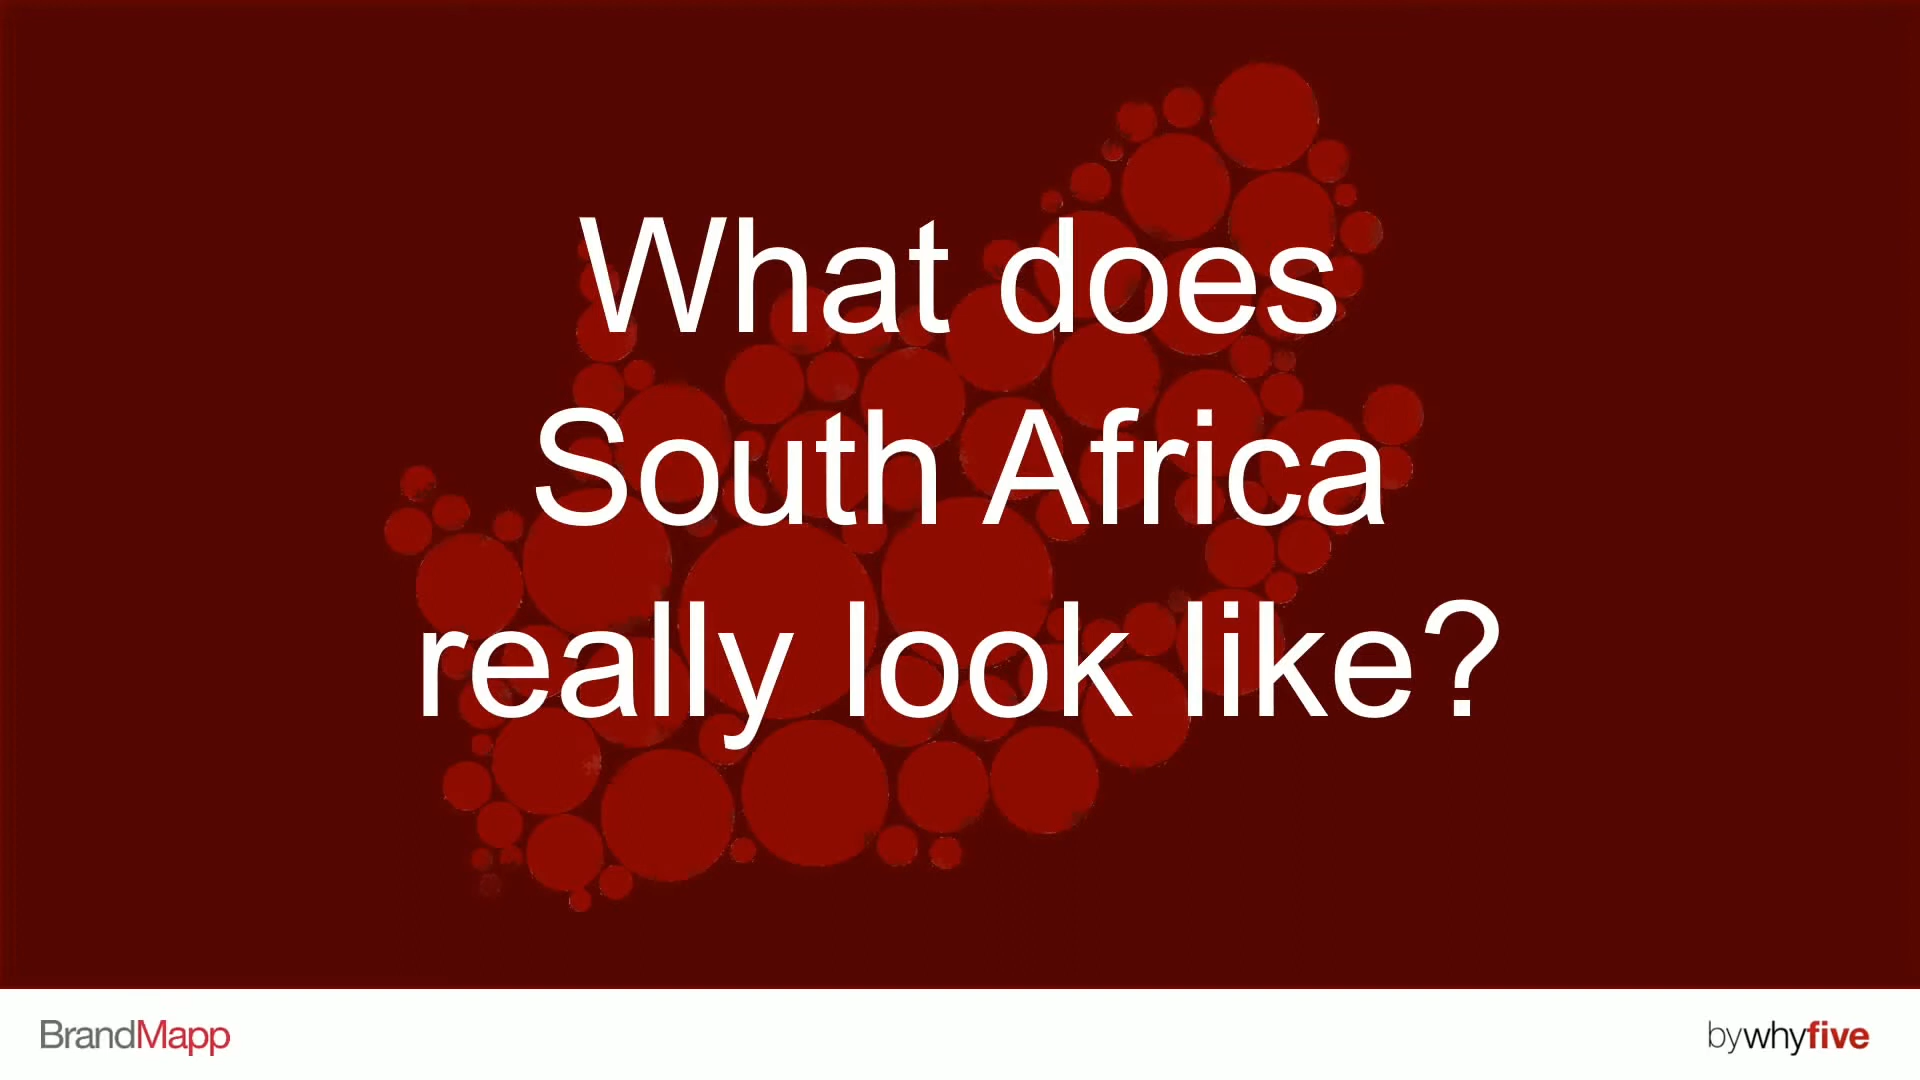 What does
South Africa
really look like?
BrandMapp
bywhyfive